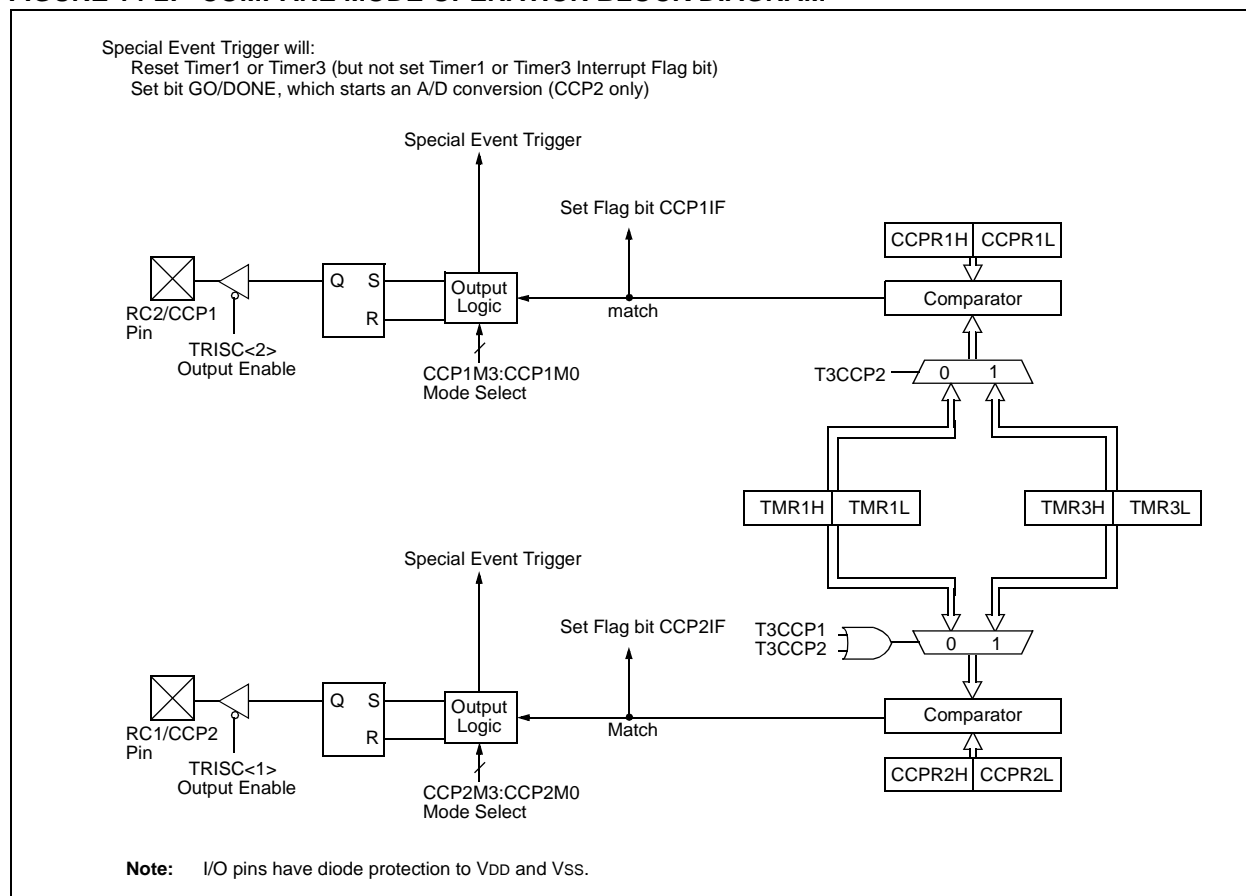 Special Event Trigger will:
Reset Timer1 or Timer3 (but not set Timer1 or Timer3 Interrupt Flag bit)
Set bit GO/DONE, which starts an A/D conversion (CCP2 only)
Special Event Trigger
Set Flag bit CCP1IF
CCPR1H CCPR1L
Q S
R
Output
Logic
match
Comparator
RC2/CCP1
Pin
TRISC<2>
Output Enable
CCP1M3:CCP1M0
Mode Select
T3CCP2
0 1
TMR1H TMR1L
TMR3H TMR3L
Special Event Trigger
Set Flag bit CCP2IF
T3CCP1
T3CCP2
0 1
Q S
R
Output
Logic
Match
Comparator
RC1/CCP2
Pin
TRISC<1>
Output Enable
CCP2M3:CCP2M0
Mode Select
CCPR2H CCPR2L
Note: I/O pins have diode protection to VDD and VSS.